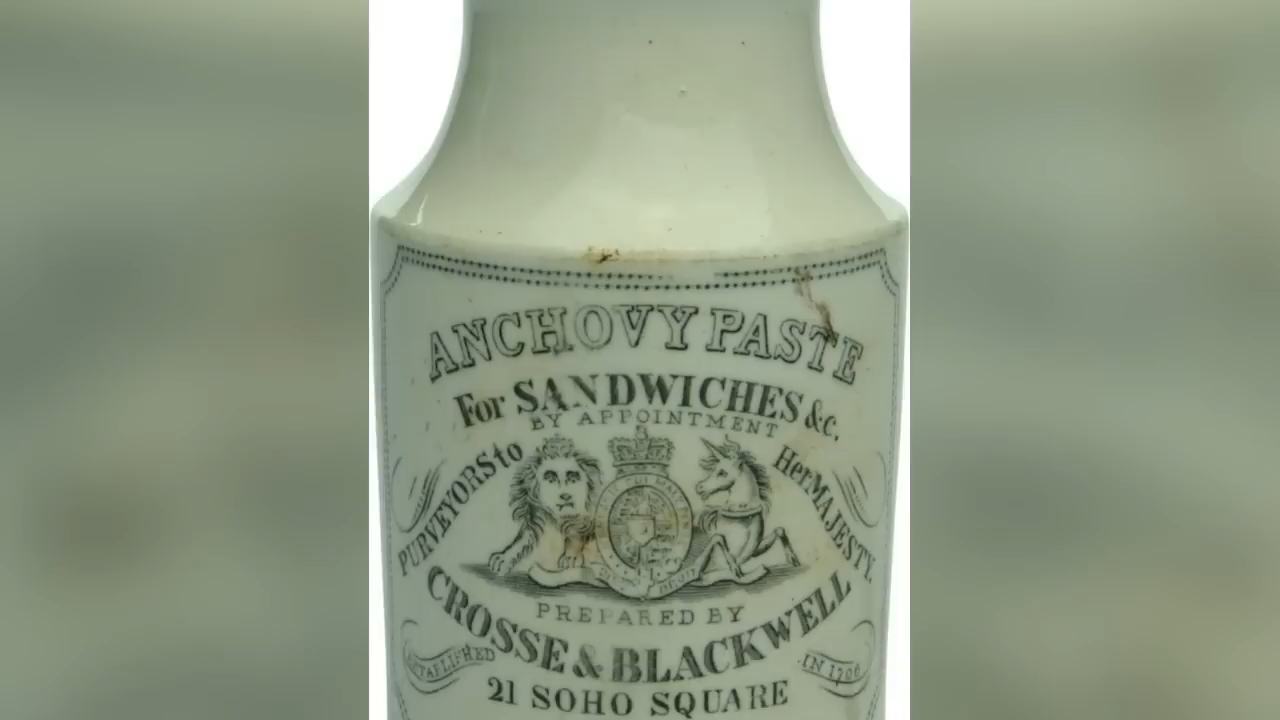 ANCHOVY PASTE
For SANDWICHES &c.
BY APPOINTMENT
PURVEYORS to
Her MAJESTY.
PREPARED BY
CROSSE & BLACKWELL
ESTABLISHED
IN 1706
21 SOHO SQUARE